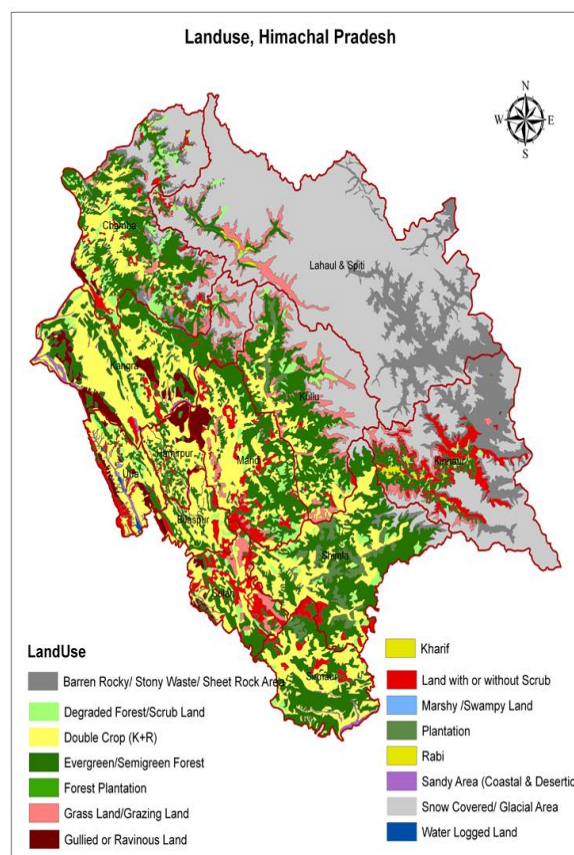 Landuse, Himachal Pradesh
N
W
E
S
Chamba
Lahaul & Spiti
Kangra
Kullu
Hamirpur
Mandi
Kinnaur
Una
Bilaspur
Shimla
Solan
Sirmaur
LandUse
Barren Rocky/ Stony Waste/ Sheet Rock Area
Degraded Forest/Scrub Land
Double Crop (K+R)
Evergreen/Semigreen Forest
Forest Plantation
Grass Land/Grazing Land
Gullied or Ravinous Land
Kharif
Land with or without Scrub
Marshy /Swampy Land
Plantation
Rabi
Sandy Area (Coastal & Desertic
Snow Covered/ Glacial Area
Water Logged Land